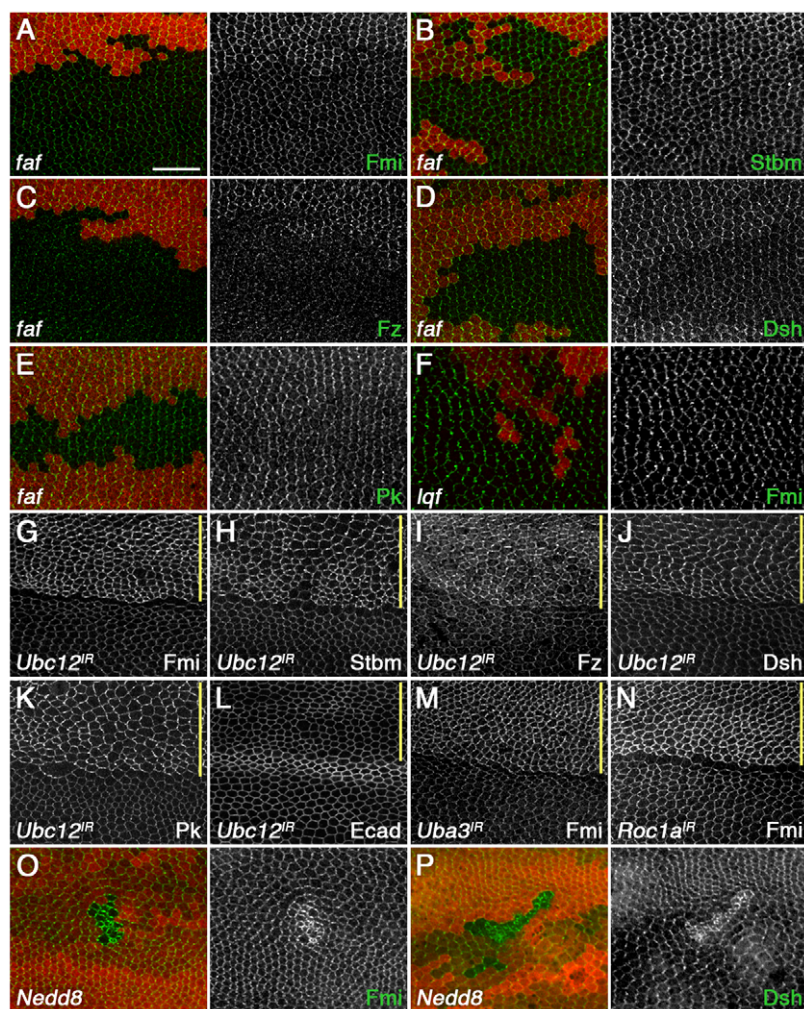 A
faf
Fmi
B
faf
Stbm
C
faf
Fz
D
faf
Dsh
E
faf
Pk
F
lqf
Fmi
G
Ubc12IR
Fmi
H
Ubc12IR
Stbm
I
Ubc12IR
Fz
J
Ubc12IR
Dsh
K
Ubc12IR
Pk
L
Ubc12IR
Ecad
M
Uba3IR
Fmi
N
Roc1aIR
Fmi
O
Nedd8
Fmi
P
Nedd8
Dsh